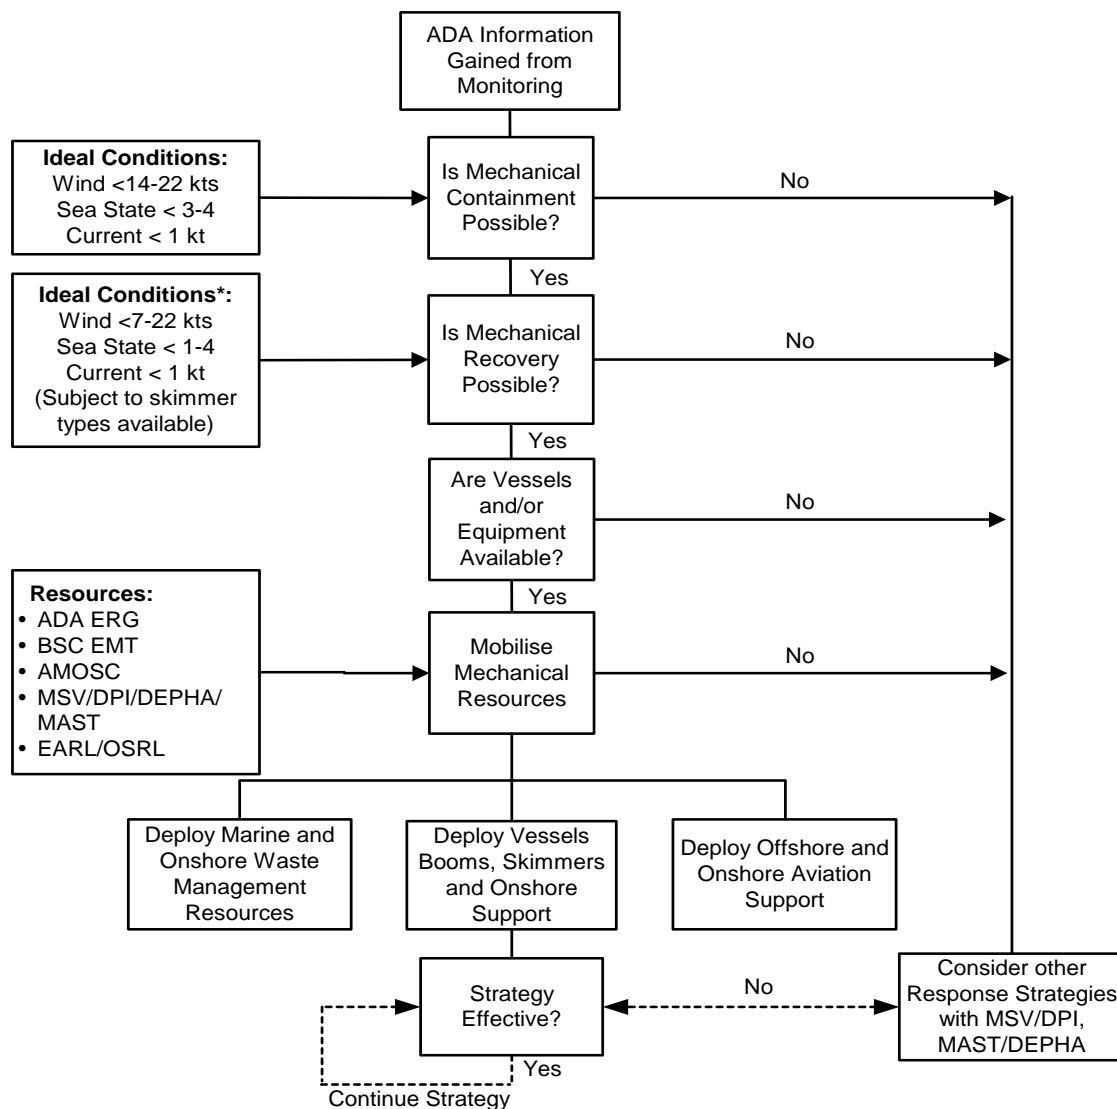 ADA Information
Gained from
Monitoring
Ideal Conditions:
Wind <14-22 kts
Sea State < 3-4
Current < 1 kt
Is Mechanical
Containment
Possible?
No
Yes
Ideal Conditions*:
Wind <7-22 kts
Sea State < 1-4
Current < 1 kt
(Subject to skimmer
types available)
Is Mechanical
Recovery
Possible?
No
Yes
Are Vessels
and/or
Equipment
Available?
No
Yes
Resources:
• ADA ERG
• BSC EMT
• AMOSC
• MSV/DPI/DEPHA/
MAST
• EARL/OSRL
Mobilise
Mechanical
Resources
No
Deploy Marine and
Onshore Waste
Management
Resources
Deploy Vessels
Booms, Skimmers
and Onshore
Support
Deploy Offshore and
Onshore Aviation
Support
Strategy
Effective?
No
Consider other
Response Strategies
with MSV/DPI,
MAST/DEPHA
Yes
Continue Strategy